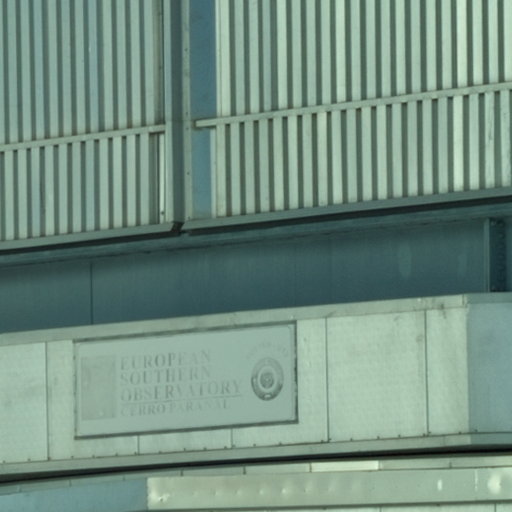 EUROPEAN
SOUTHERN
OBSERVATORY
CERRO PARANAL